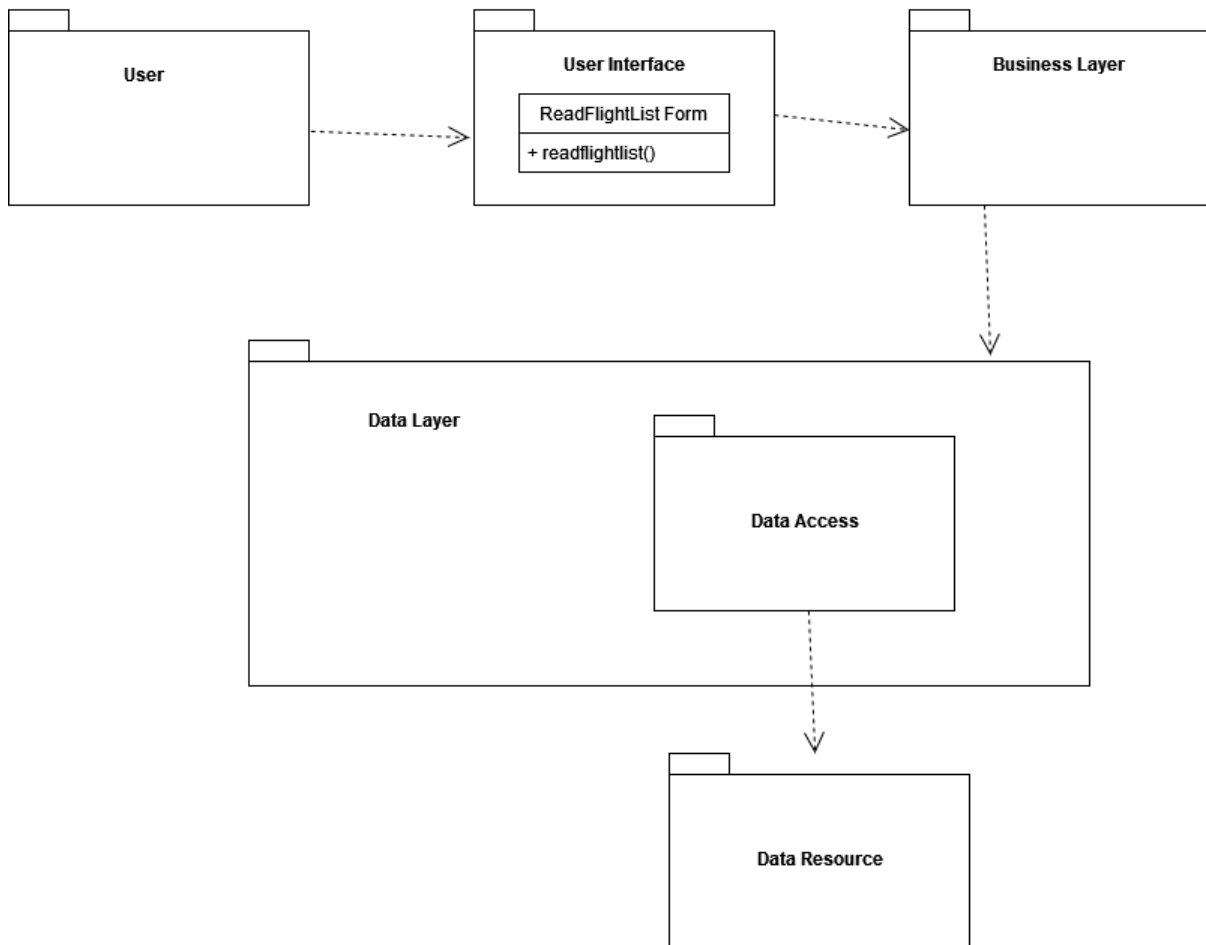 User
User Interface
ReadFlightList Form
+ readflightlist()
Business Layer
Data Layer
Data Access
Data Resource